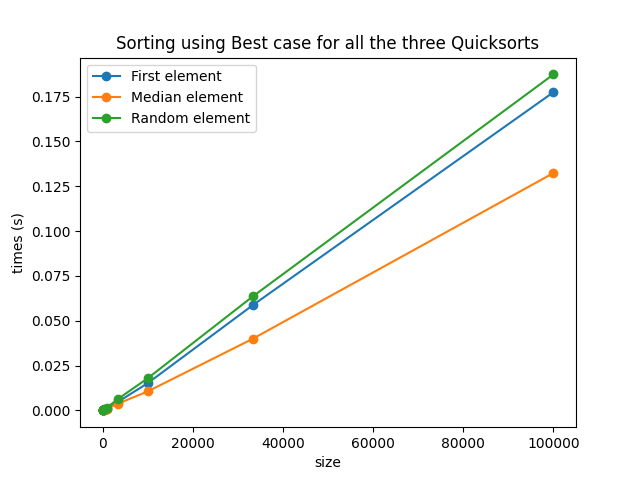 Sorting using Best case for all the three Quicksorts
First element
Median element
Random element
times (s)
0.175
0.150
0.125
0.100
0.075
0.050
0.025
0.000
0 20000 40000 60000 80000 100000
size